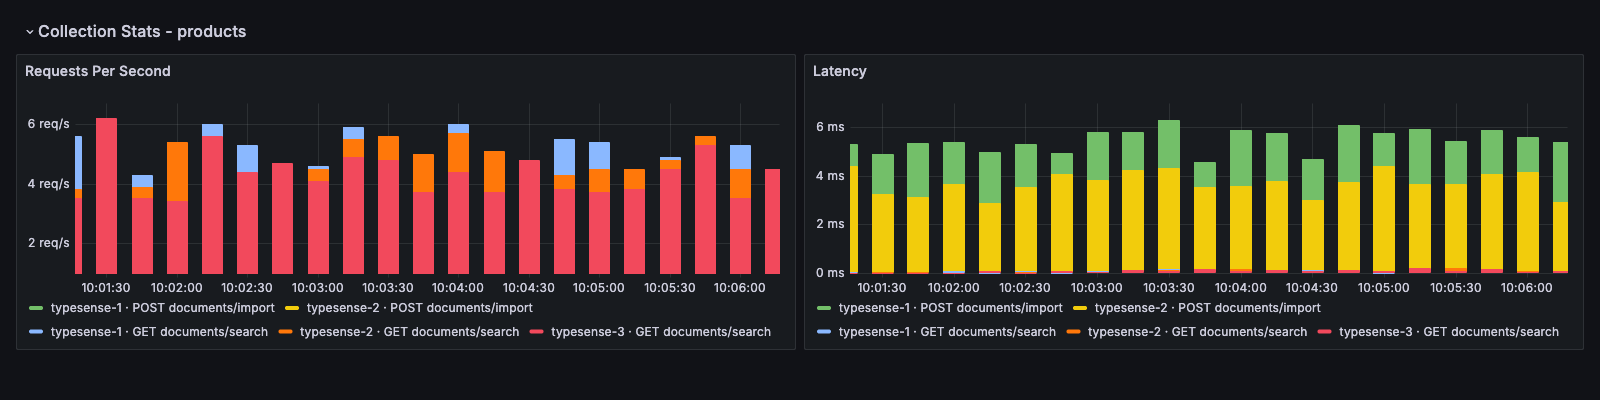 Collection Stats - products
Requests Per Second
6 req/s
4 req/s
2 req/s
10:01:30 10:02:00 10:02:30 10:03:00 10:03:30 10:04:00 10:04:30 10:05:00 10:05:30 10:06:00
typesense-1 · POST documents/import typesense-2 · POST documents/import
typesense-1 · GET documents/search typesense-2 · GET documents/search typesense-3 · GET documents/search
Latency
6 ms
4 ms
2 ms
0 ms
10:01:30 10:02:00 10:02:30 10:03:00 10:03:30 10:04:00 10:04:30 10:05:00 10:05:30 10:06:00
typesense-1 · POST documents/import typesense-2 · POST documents/import
typesense-1 · GET documents/search typesense-2 · GET documents/search typesense-3 · GET documents/search